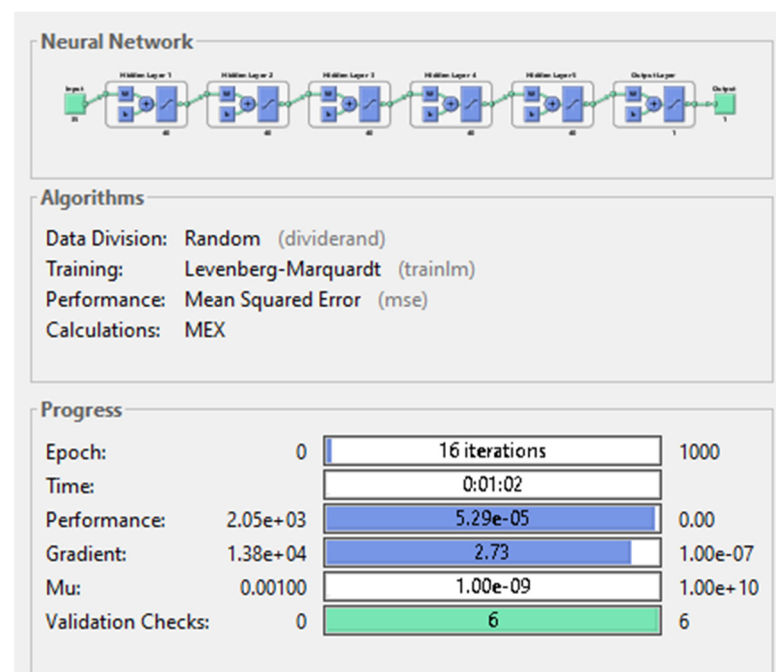 Neural Network
Hidden Layer 1 Hidden Layer 2 Hidden Layer 3 Hidden Layer 4 Hidden Layer 5 Output Layer
Input Output
W W W W W W
b b b b b b
40 40 40 40 40 1 1
Algorithms
Data Division: Random (dividerand)
Training: Levenberg-Marquardt (trainlm)
Performance: Mean Squared Error (mse)
Calculations: MEX
Progress
Epoch: 0 16 iterations 1000
Time: 0:01:02
Performance: 2.05e+03 5.29e-05 0.00
Gradient: 1.38e+04 2.73 1.00e-07
Mu: 0.00100 1.00e-09 1.00e+10
Validation Checks: 0 6 6